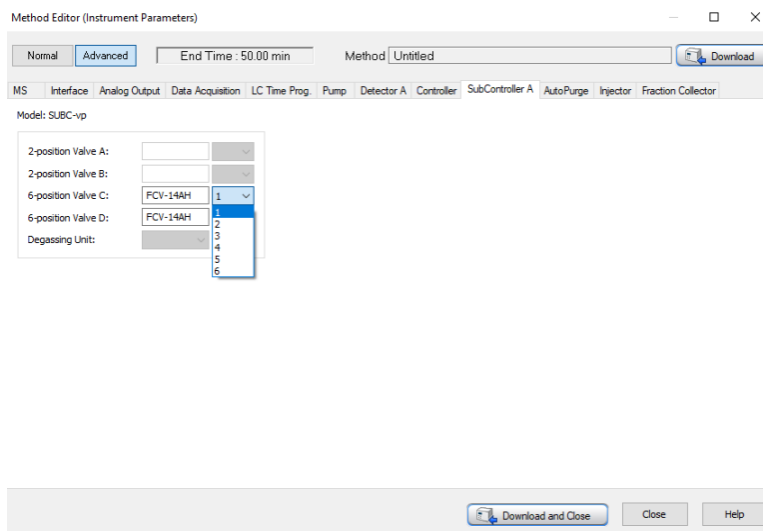 Method Editor (Instrument Parameters)
Normal Advanced End Time : 50.00 min Method Untitled Download
MS Interface Analog Output Data Acquisition LC Time Prog. Pump Detector A Controller SubController A AutoPurge Injector Fraction Collector
Model: SUBC-vp
2-position Valve A:
2-position Valve B:
6-position Valve C: FCV-14AH 1
6-position Valve D: FCV-14AH
Degassing Unit:
1
2
3
4
5
6
Download and Close Close Help